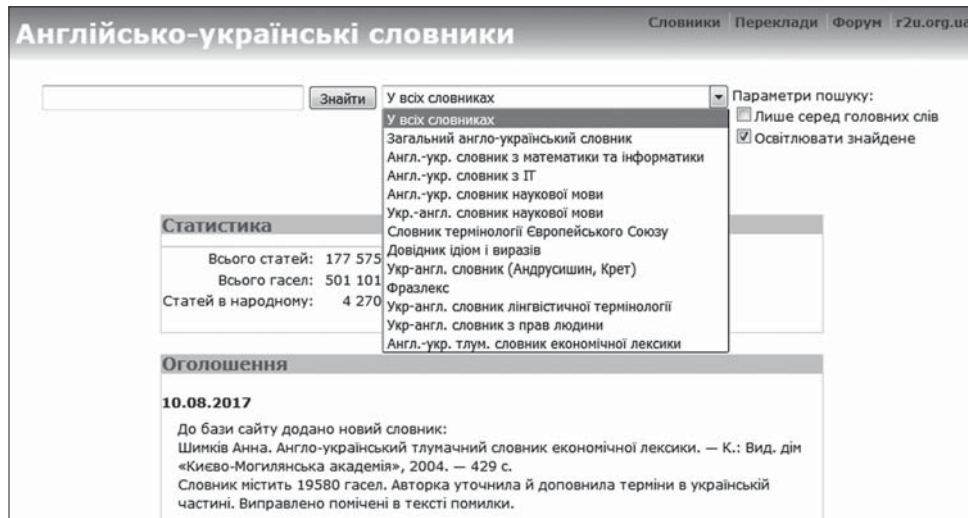 Англійсько-українські словники
Словники Переклади Форум r2u.org.ua
Знайти У всіх словниках Параметри пошуку:
У всіх словниках Лише серед головних слів
Загальний англо-український словник Освітлювати знайдене
Англ.-укр. словник з математики та інформатики
Англ.-укр. словник з ІТ
Англ.-укр. словник наукової мови
Укр.-англ. словник наукової мови
Словник термінології Європейського Союзу
Довідник ідіом і виразів
Укр-англ. словник (Андрусишин, Крет)
Фразлекс
Укр-англ. словник лінгвістичної термінології
Укр-англ. словник з прав людини
Англ.-укр. тлум. словник економічної лексики
Статистика
Всього статей: 177 575
Всього гасел: 501 101
Статей в народному: 4 270
Оголошення
10.08.2017
До бази сайту додано новий словник:
Шимків Анна. Англо-український тлумачний словник економічної лексики. — К.: Вид. дім
«Києво-Могилянська академія», 2004. — 429 с.
Словник містить 19580 гасел. Авторка уточнила й доповнила терміни в українській
частині. Виправлено помічені в тексті помилки.